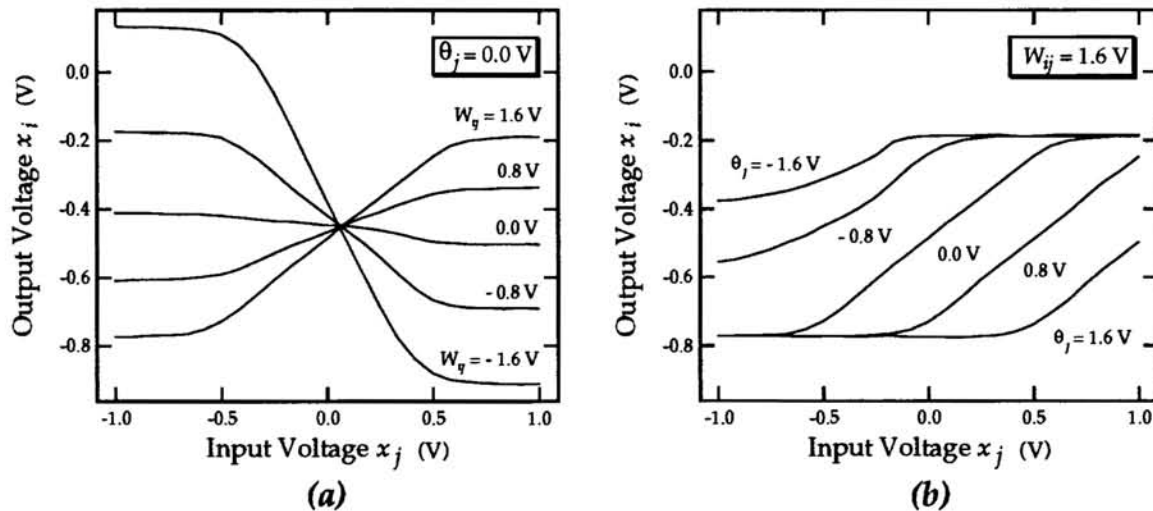 θj = 0.0 V
Output Voltage xi (V)
0.0
-0.2
-0.4
-0.6
-0.8
Wq = 1.6 V
0.8 V
0.0 V
- 0.8 V
Wq = - 1.6 V
-1.0
-0.5
0.0
0.5
1.0
Input Voltage xj (V)
(a)
Wij = 1.6 V
Output Voltage xi (V)
0.0
-0.2
-0.4
-0.6
-0.8
θj = - 1.6 V
- 0.8 V
0.0 V
0.8 V
θj 1.6 V
-1.0
-0.5
0.0
0.5
1.0
Input Voltage xj (V)
(b)